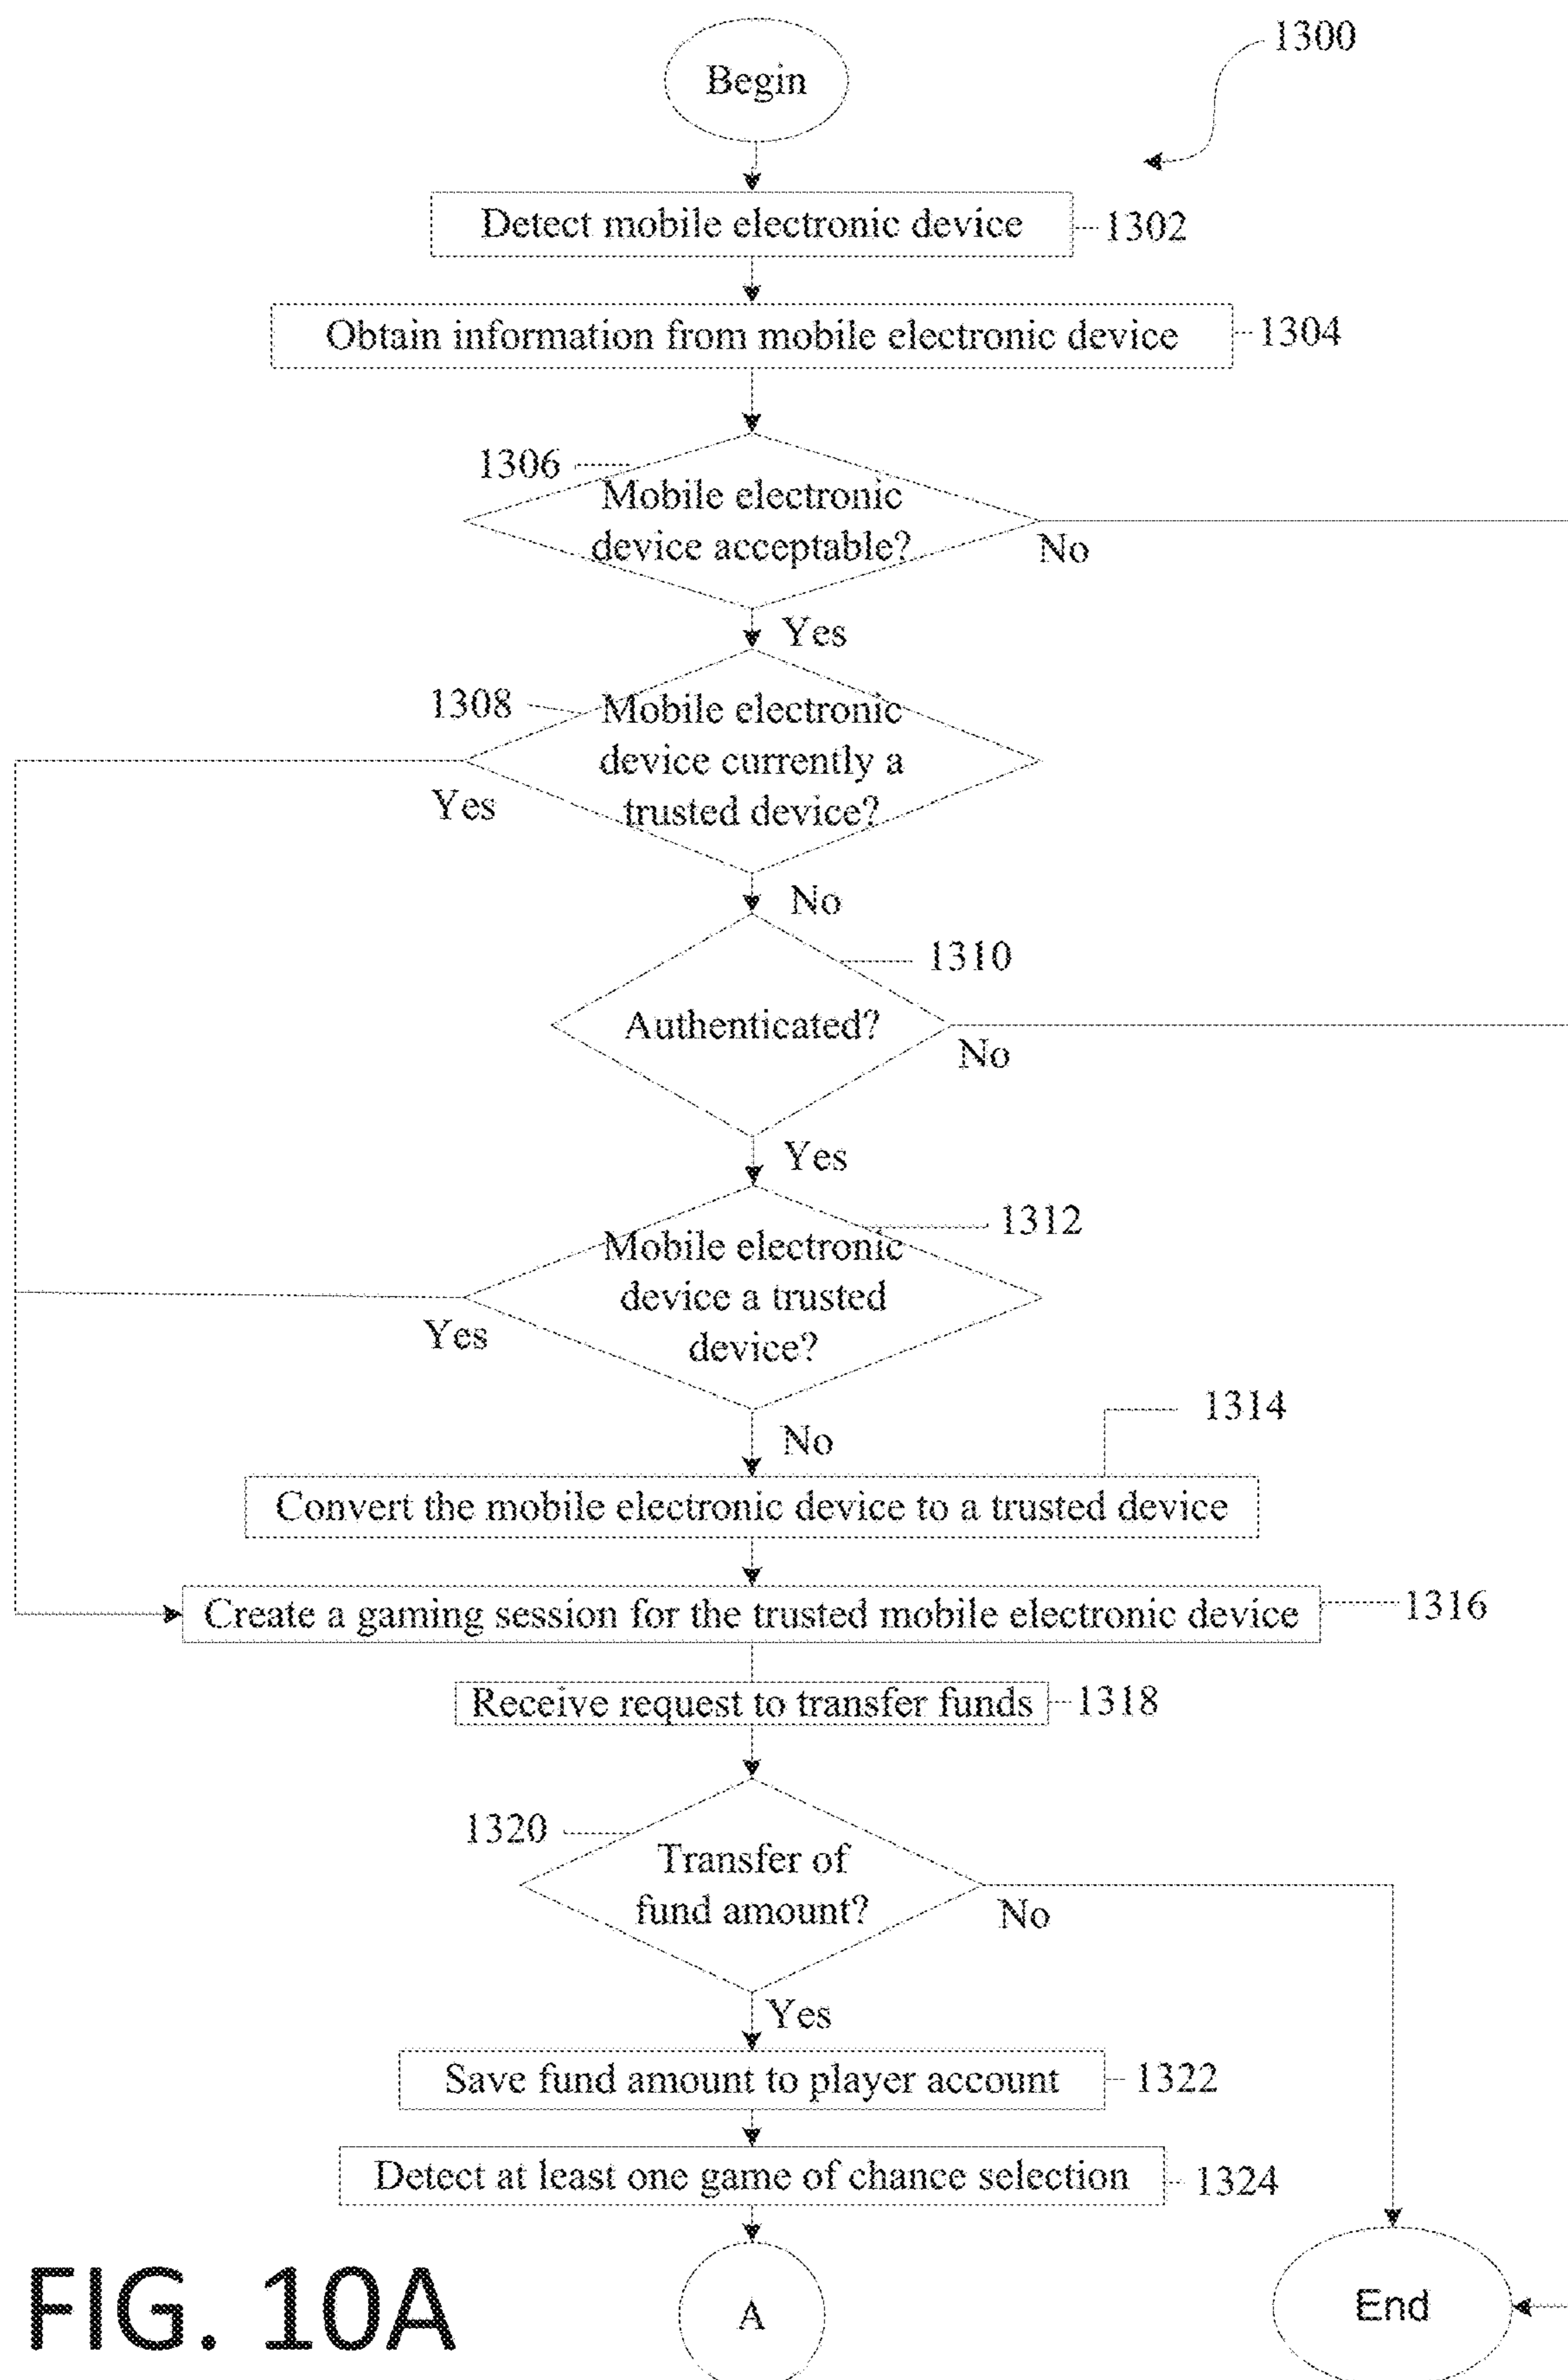 1300
Begin
Detect mobile electronic device
1302
Obtain information from mobile electronic device
1304
1306
Mobile electronic
device acceptable?
No
Yes
1308
Mobile electronic
device currently a
trusted device?
Yes
No
1310
Authenticated?
No
Yes
1312
Mobile electronic
device a trusted
device?
Yes
1314
No
Convert the mobile electronic device to a trusted device
Create a gaming session for the trusted mobile electronic device
1316
Receive request to transfer funds
1318
1320
Transfer of
fund amount?
No
Yes
Save fund amount to player account
1322
Detect at least one game of chance selection
1324
FIG. 10A
A
End